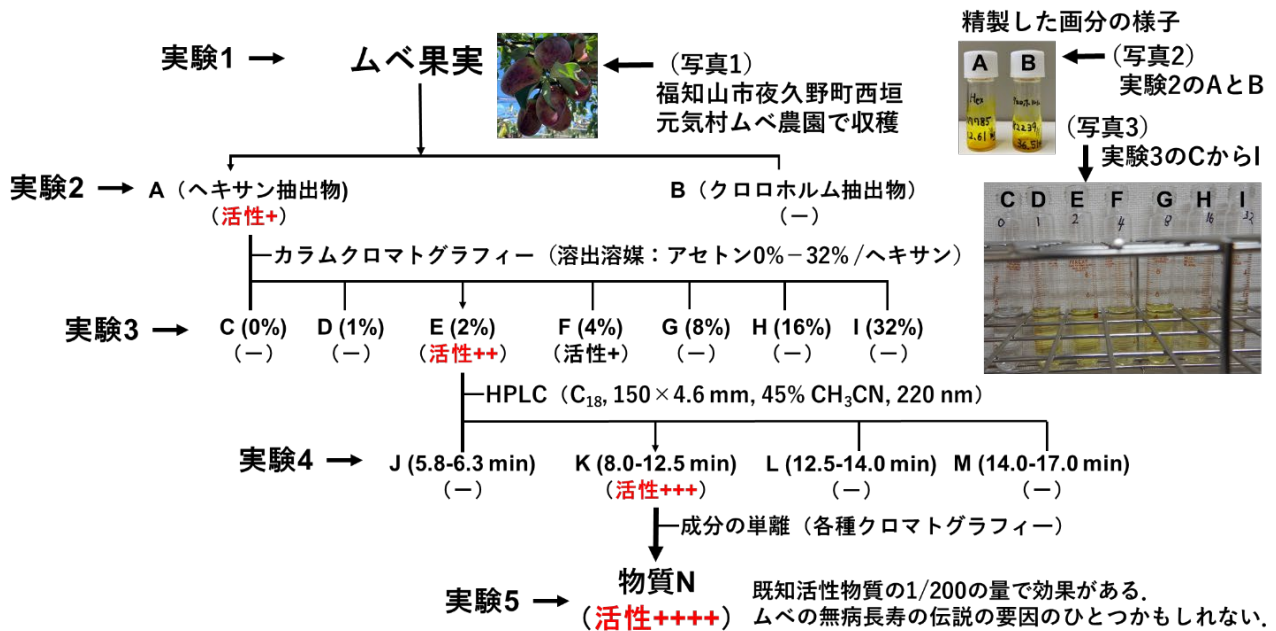 実験1
ムベ果実
（写真1）
福知山市夜久野町西垣
元気村ムベ農園で収穫
精製した画分の様子
A B
（写真2）
実験2のAとB
Hex
（写真3）
実験3のCからI
C D E F G H I
0 1 2 4 8 16 32
実験2
A（ヘキサン抽出物)
（活性+）
B（クロロホルム抽出物）
（－）
カラムクロマトグラフィー（溶出溶媒：アセトン0%－32% /ヘキサン）
実験3
C (0%) D (1%) E (2%) F (4%) G (8%) H (16%) I (32%)
（－） （－） （活性++） （活性+） （－） （－） （－）
HPLC（C₁₈, 150×4.6 mm, 45% CH₃CN, 220 nm）
実験4
J (5.8-6.3 min) K (8.0-12.5 min) L (12.5-14.0 min) M (14.0-17.0 min)
（－） （活性+++） （－） （－）
成分の単離（各種クロマトグラフィー）
実験5
物質N
（活性++++）
既知活性物質の1/200の量で効果がある.
ムベの無病長寿の伝説の要因のひとつかもしれない.